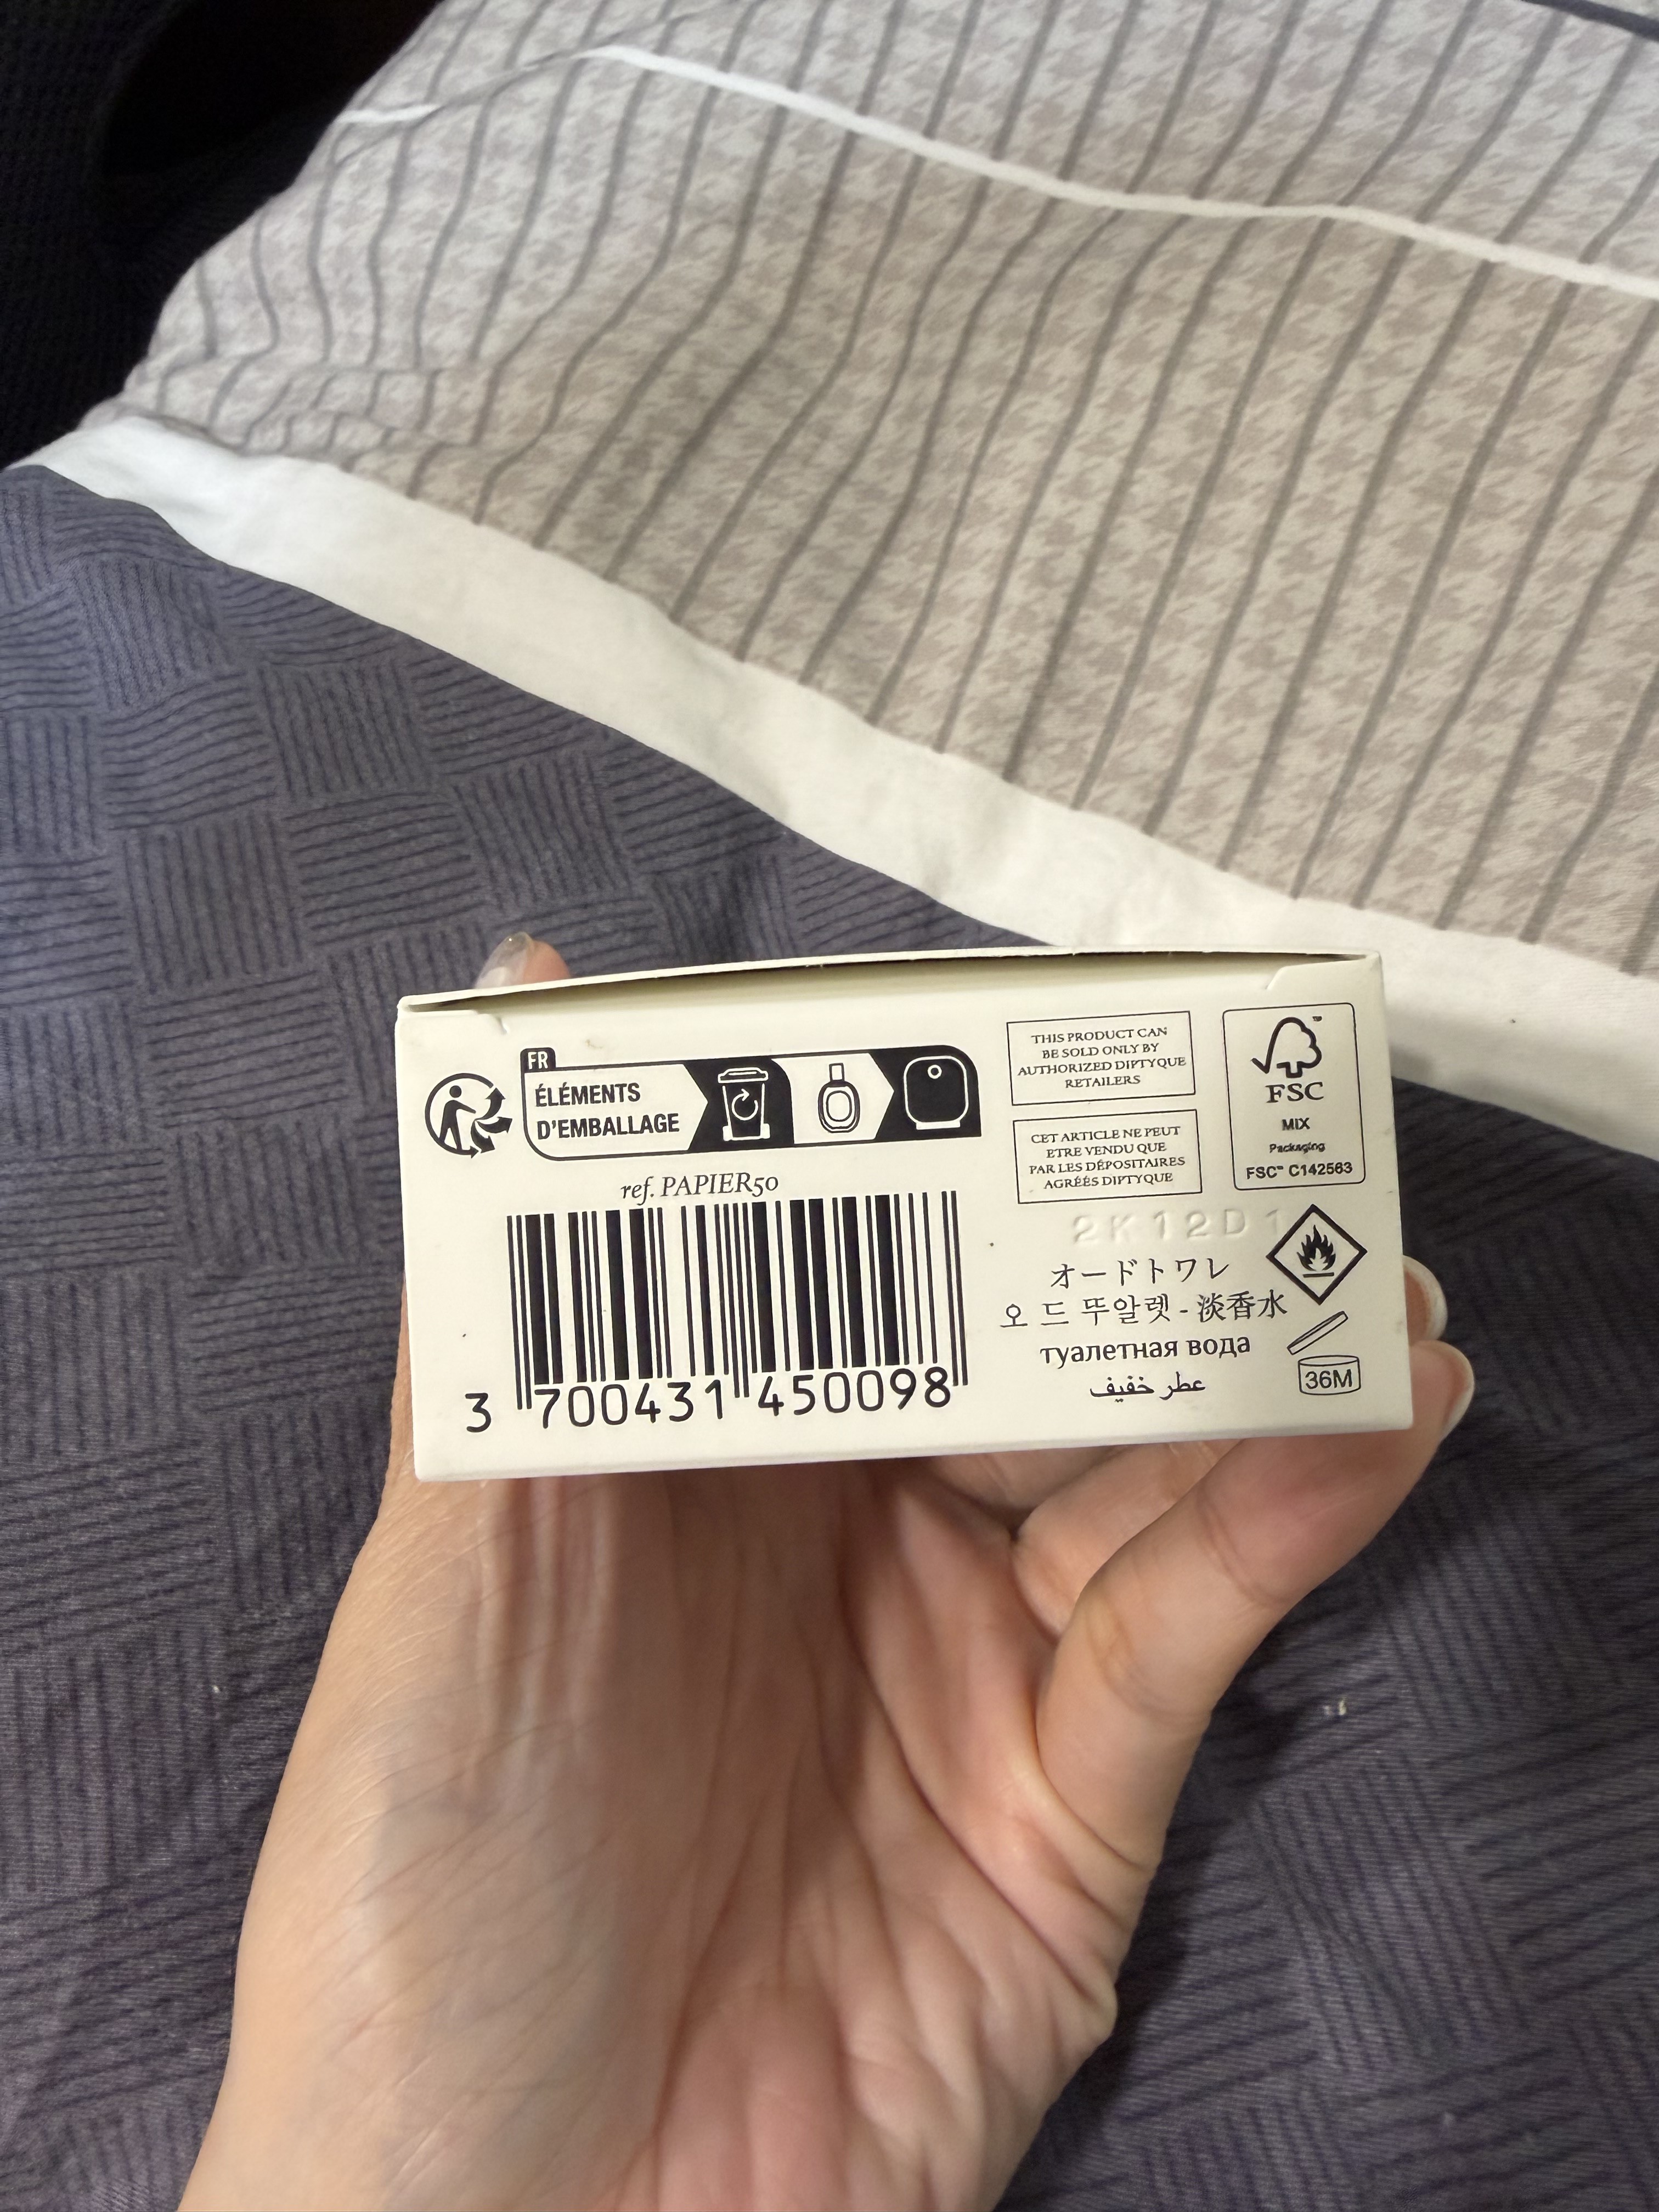 FR
ÉLÉMENTS
D'EMBALLAGE
ref. PAPIER50
3 700431 450098
THIS PRODUCT CAN
BE SOLD ONLY BY
AUTHORIZED DIPTYQUE
RETAILERS
CET ARTICLE NE PEUT
ETRE VENDU QUE
PAR LES DÉPOSITAIRES
AGRÉÉS DIPTYQUE
™
FSC
MIX
Packaging
FSC™ C142563
2K12D1
オードトワレ
오 드 뚜알렛 - 淡香水
туалетная вода
عطر خفيف
36M